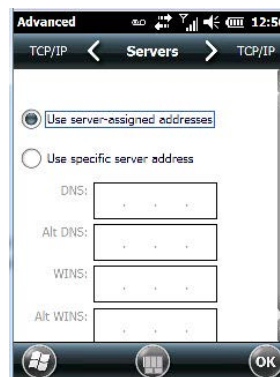 Advanced 12:50
TCP/IP Servers TCP/IP
Use server-assigned addresses
Use specific server address
DNS: . . .
Alt DNS: . . .
WINS: . . .
Alt WINS: . . .
OK